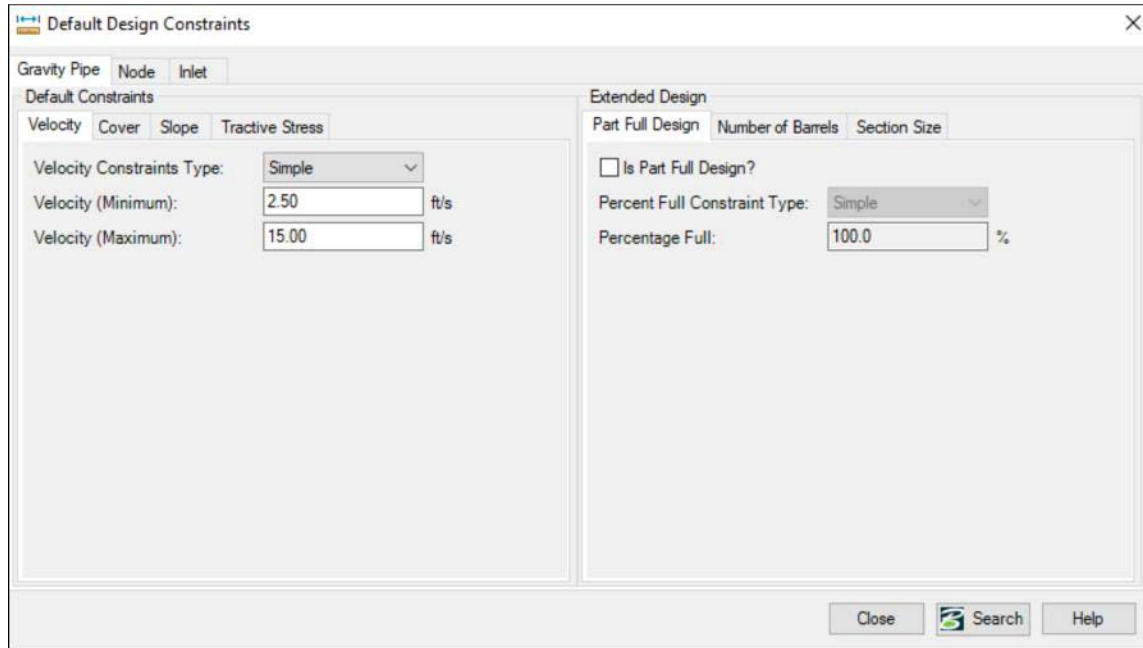 Default Design Constraints
Gravity Pipe Node Inlet
Default Constraints
Velocity Cover Slope Tractive Stress
Velocity Constraints Type: Simple
Velocity (Minimum): 2.50 ft/s
Velocity (Maximum): 15.00 ft/s
Extended Design
Part Full Design Number of Barrels Section Size
Is Part Full Design?
Percent Full Constraint Type: Simple
Percentage Full: 100.0 %
Close Search Help